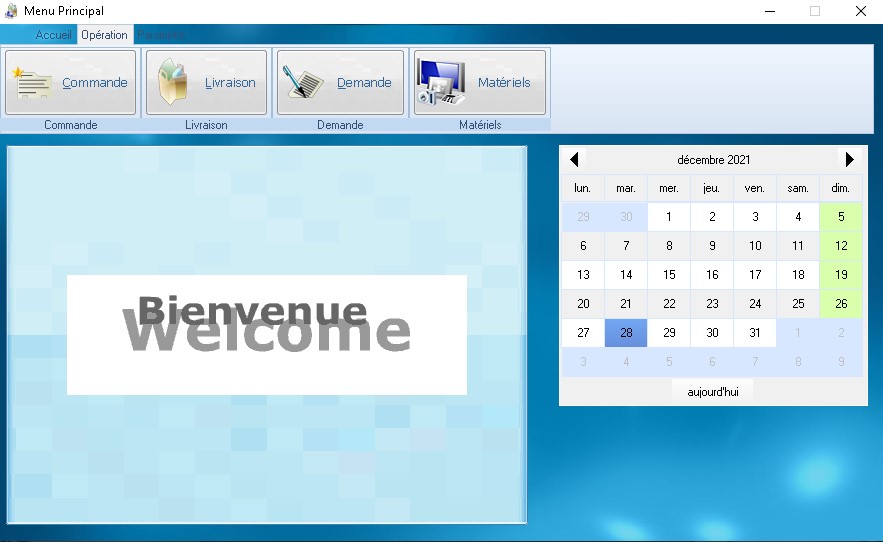 Menu Principal
Accueil Opération Paramètre
Commande Livraison Demande Matériels
Commande Livraison Demande Matériels
décembre 2021
lun. mar. mer. jeu. ven. sam. dim.
29 30 1 2 3 4 5
6 7 8 9 10 11 12
13 14 15 16 17 18 19
20 21 22 23 24 25 26
27 28 29 30 31 1 2
3 4 5 6 7 8 9
aujourd'hui
Bienvenue
Welcome